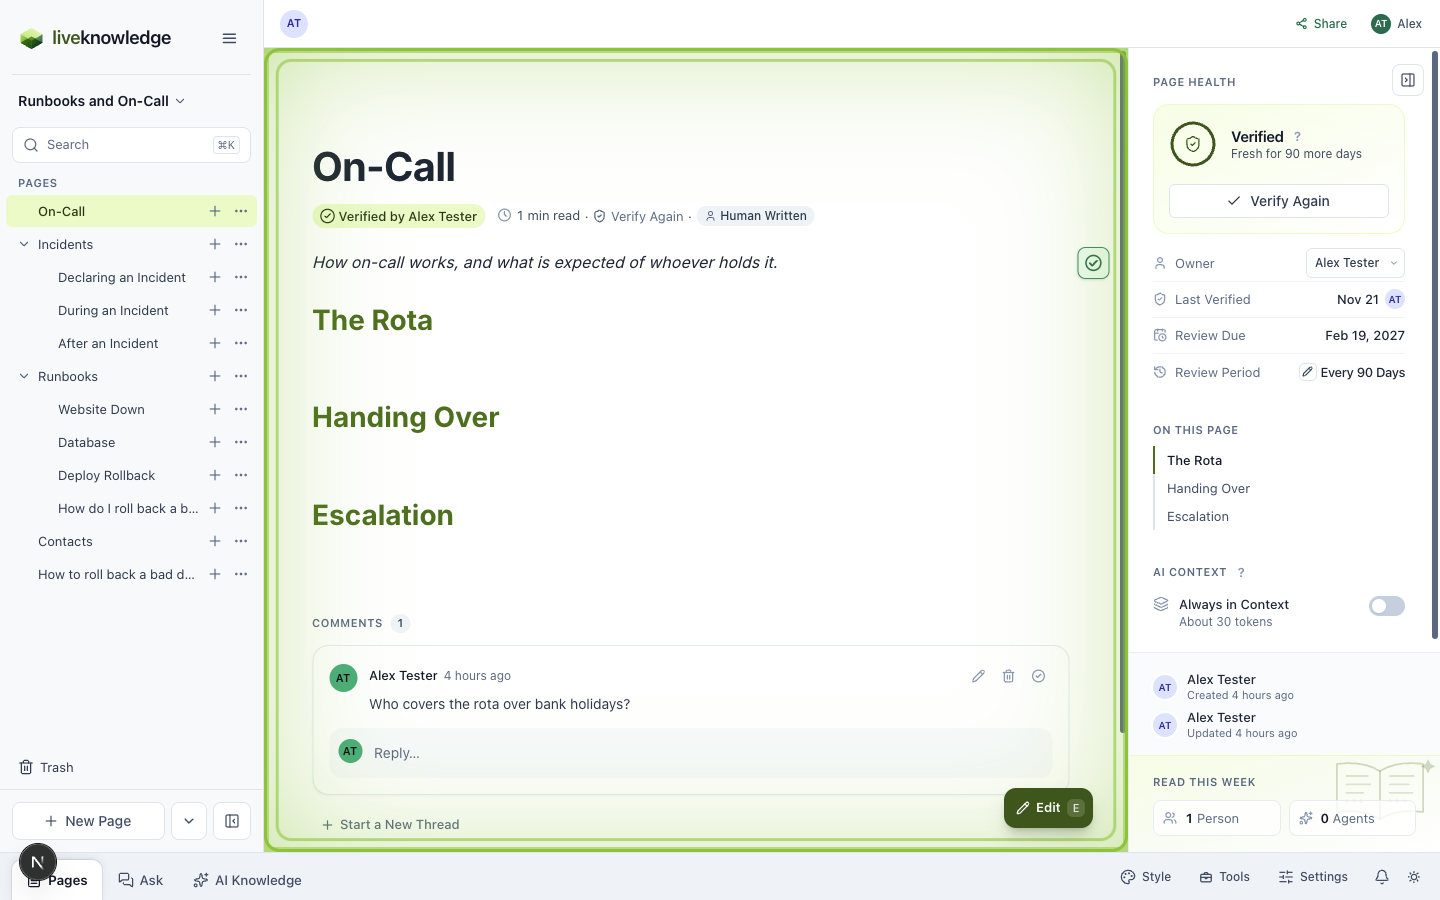 liveknowledge
Runbooks and On-Call
Search ⌘K
PAGES
On-Call
Incidents
Declaring an Incident
During an Incident
After an Incident
Runbooks
Website Down
Database
Deploy Rollback
How do I roll back a b...
Contacts
How to roll back a bad d...
Trash
New Page
N
Pages
Ask
AI Knowledge
AT
Share
AT Alex
On-Call
Verified by Alex Tester 1 min read · Verify Again · Human Written
How on-call works, and what is expected of whoever holds it.
The Rota
Handing Over
Escalation
COMMENTS 1
AT Alex Tester 4 hours ago
Who covers the rota over bank holidays?
AT Reply...
Start a New Thread
Edit E
PAGE HEALTH
Verified ?
Fresh for 90 more days
Verify Again
Owner Alex Tester
Last Verified Nov 21 AT
Review Due Feb 19, 2027
Review Period Every 90 Days
ON THIS PAGE
The Rota
Handing Over
Escalation
AI CONTEXT ?
Always in Context
About 30 tokens
AT Alex Tester
Created 4 hours ago
AT Alex Tester
Updated 4 hours ago
READ THIS WEEK
1 Person
0 Agents
Style
Tools
Settings